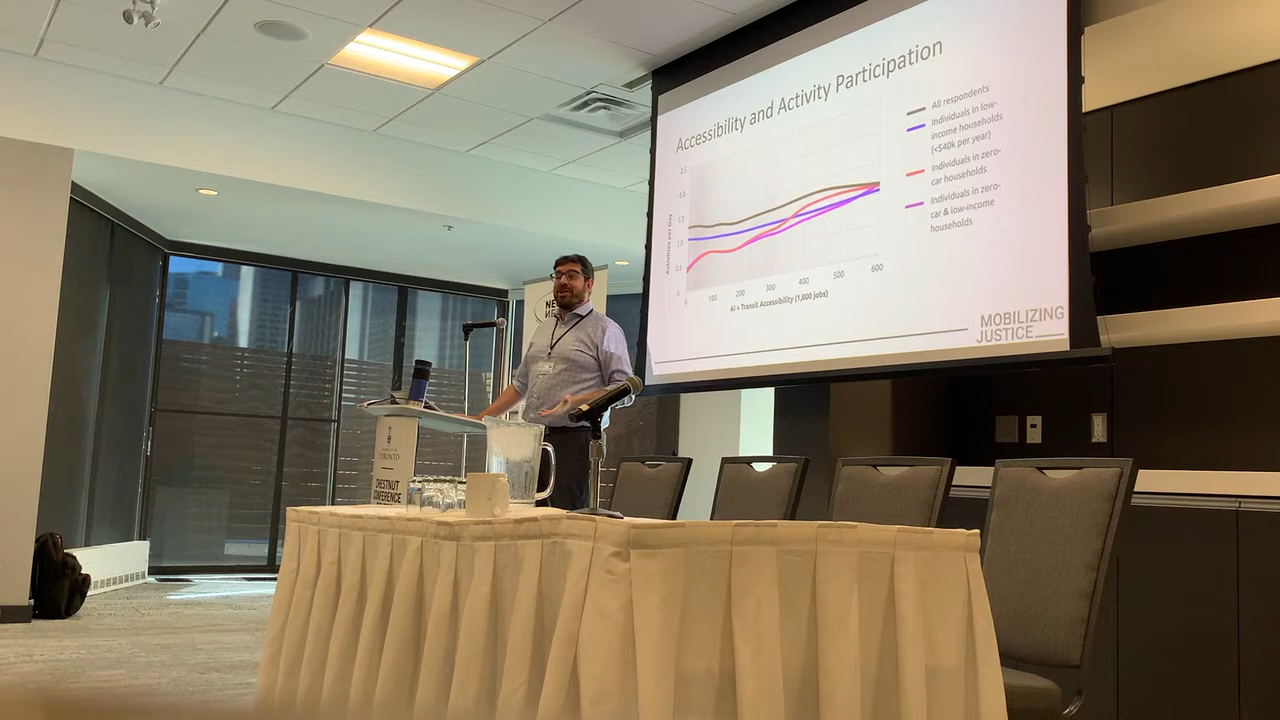 Accessibility and Activity Participation
All respondents
Individuals in low-
income households
(<$40k per year)
Individuals in zero-
car households
Individuals in zero-
car & low-income
households
Activities per Day
2.5
2.0
1.5
1.0
0.5
0
0
100
200
300
400
500
600
Ai = Transit Accessibility (1,000 jobs)
MOBILIZING
JUSTICE
TORONTO
CHESTNUT
CONFERENCE